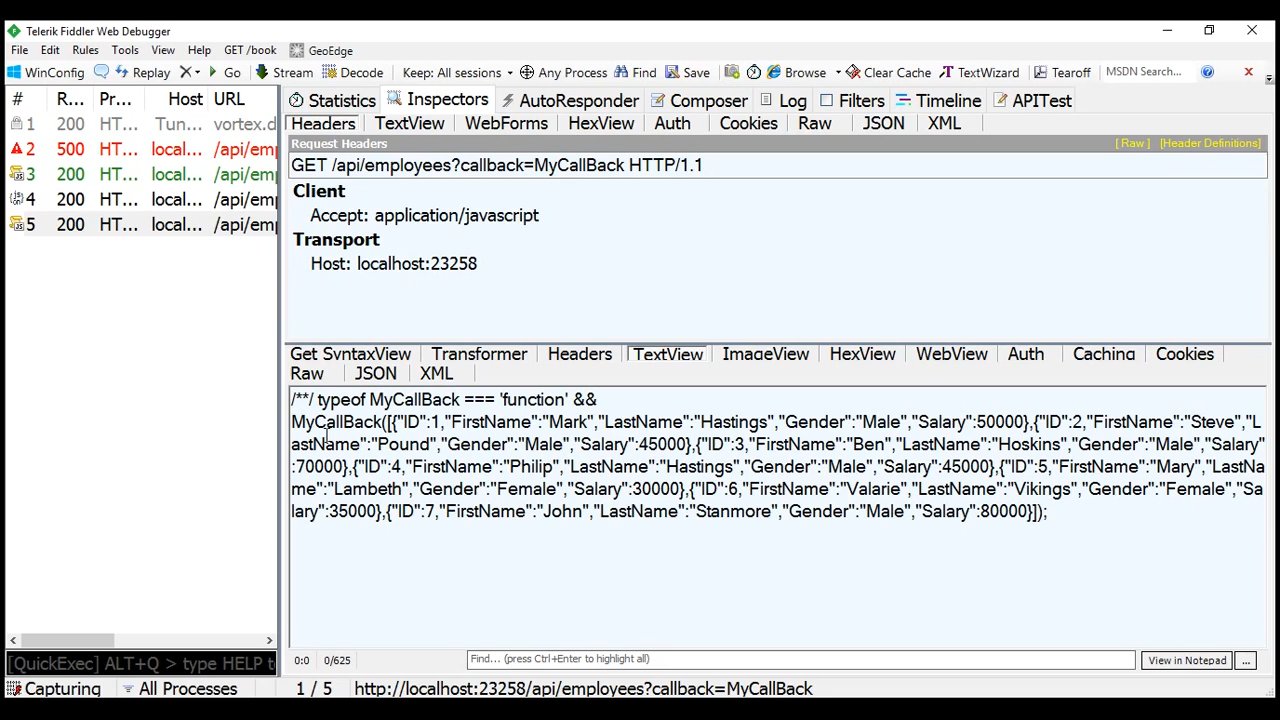 Telerik Fiddler Web Debugger
File Edit Rules Tools View Help GET /book GeoEdge
WinConfig Replay Go Stream Decode Keep: All sessions Any Process Find Save Browse Clear Cache TextWizard Tearoff MSDN Search...
# R... Pr... Host URL
1 200 HT... Tun... vortex.d
2 500 HT... local... /api/emp
3 200 HT... local... /api/emp
4 200 HT... local... /api/emp
5 200 HT... local... /api/emp
[QuickExec] ALT+Q > type HELP to
Statistics Inspectors AutoResponder Composer Log Filters Timeline APITest
Headers TextView WebForms HexView Auth Cookies Raw JSON XML
Request Headers [ Raw ] [Header Definitions]
GET /api/employees?callback=MyCallBack HTTP/1.1
Client
Accept: application/javascript
Transport
Host: localhost:23258
Get SyntaxView Transformer Headers TextView ImageView HexView WebView Auth Caching Cookies
Raw JSON XML
/**/ typeof MyCallBack === 'function' &&
MyCallBack([{"ID":1,"FirstName":"Mark","LastName":"Hastings","Gender":"Male","Salary":50000},{"ID":2,"FirstName":"Steve","L
astName":"Pound","Gender":"Male","Salary":45000},{"ID":3,"FirstName":"Ben","LastName":"Hoskins","Gender":"Male","Salary"
:70000},{"ID":4,"FirstName":"Philip","LastName":"Hastings","Gender":"Male","Salary":45000},{"ID":5,"FirstName":"Mary","LastNa
me":"Lambeth","Gender":"Female","Salary":30000},{"ID":6,"FirstName":"Valarie","LastName":"Vikings","Gender":"Female","Sa
lary":35000},{"ID":7,"FirstName":"John","LastName":"Stanmore","Gender":"Male","Salary":80000}]);
0:0 0/625 Find... (press Ctrl+Enter to highlight all) View in Notepad ...
Capturing All Processes 1 / 5 http://localhost:23258/api/employees?callback=MyCallBack